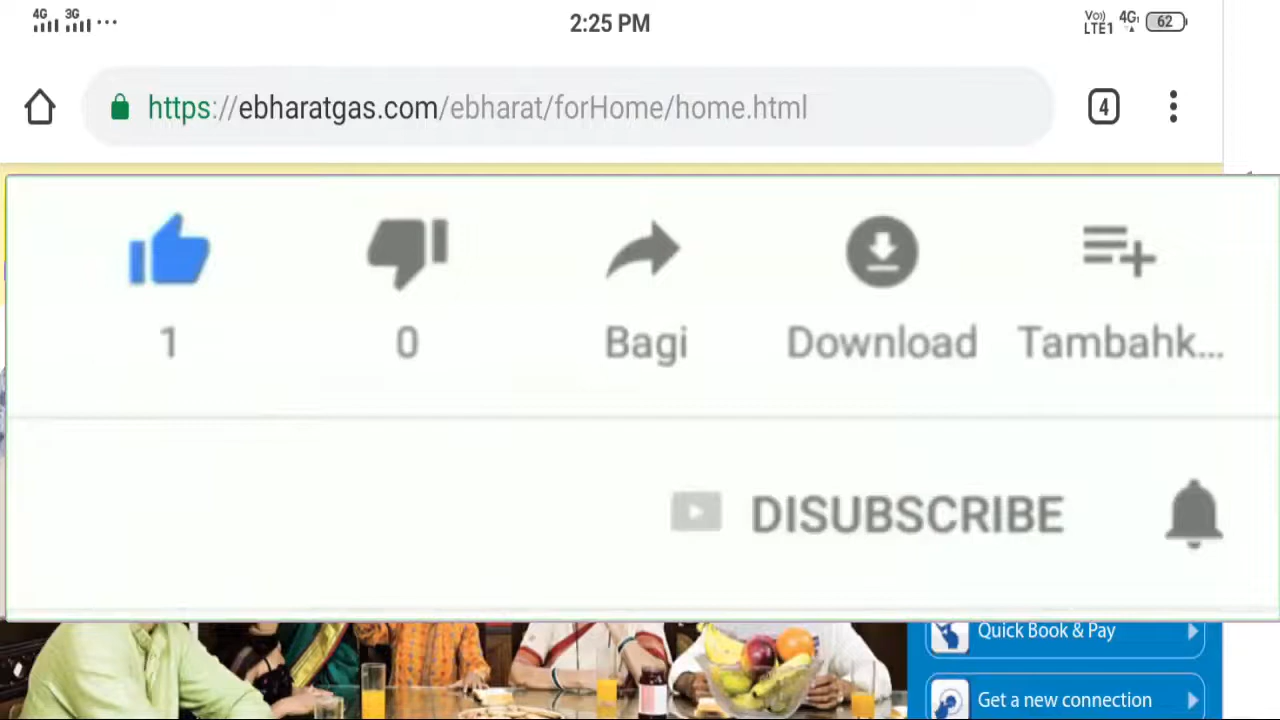 4G 3G
2:25 PM
Vo)) LTE1 4G 62
https://ebharatgas.com/ebharat/forHome/home.html
4
1
0
Bagi
Download
Tambahk...
DISUBSCRIBE
Quick Book & Pay
Get a new connection